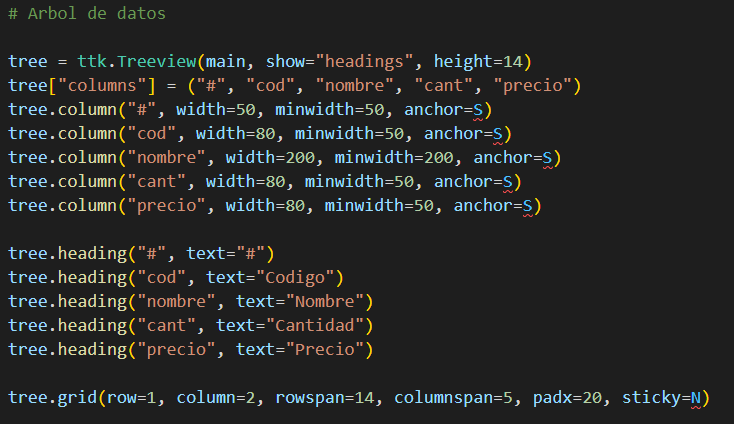 # Arbol de datos
tree = ttk.Treeview(main, show="headings", height=14)
tree["columns"] = ("#", "cod", "nombre", "cant", "precio")
tree.column("#", width=50, minwidth=50, anchor=S)
tree.column("cod", width=80, minwidth=50, anchor=S)
tree.column("nombre", width=200, minwidth=200, anchor=S)
tree.column("cant", width=80, minwidth=50, anchor=S)
tree.column("precio", width=80, minwidth=50, anchor=S)
tree.heading("#", text="#")
tree.heading("cod", text="Codigo")
tree.heading("nombre", text="Nombre")
tree.heading("cant", text="Cantidad")
tree.heading("precio", text="Precio")
tree.grid(row=1, column=2, rowspan=14, columnspan=5, padx=20, sticky=N)